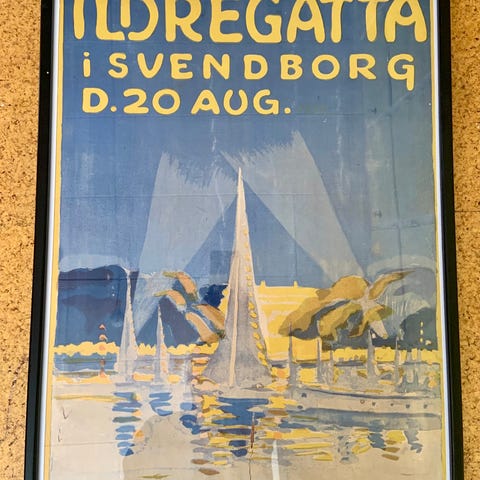 ILDREGATTA
i SVENDBORG
D. 20 AUG.